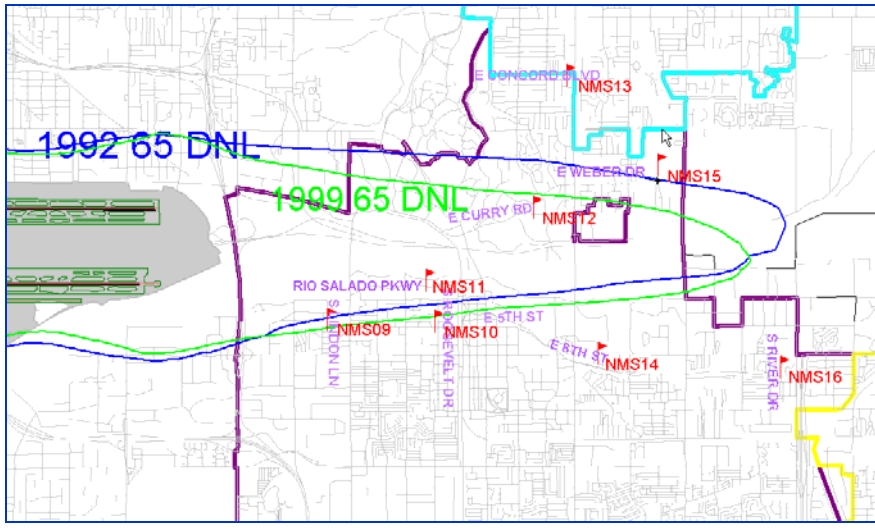 E CONCORD BLVD
NMS13
1992 65 DNL
E WEBER DR
NMS15
1999 65 DNL
E CURRY RD
NMS12
RIO SALADO PKWY
NMS11
E 5TH ST
NMS09
NMS10
S ROOSEVELT DR
E 8TH ST
NMS14
S RIVER DR
NMS16